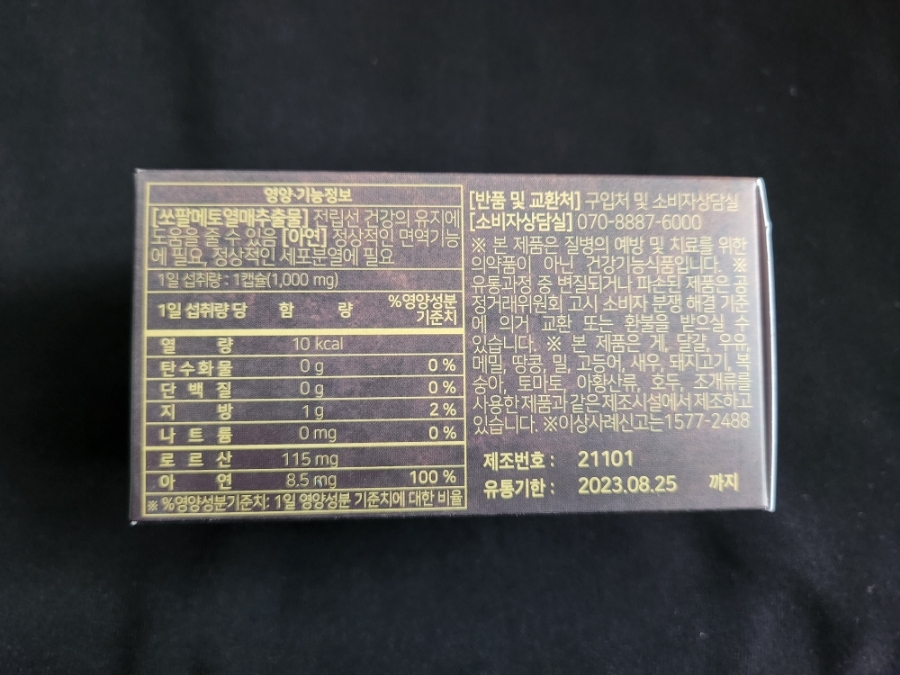 영양·기능정보
[쏘팔메토열매추출물] 전립선 건강의 유지에
도움을 줄 수 있음 [아연] 정상적인 면역기능
에 필요, 정상적인 세포분열에 필요
1일 섭취량 : 1캡슐(1,000 mg)
1일 섭취량당 함 량 %영양성분 기준치
열 량 10 kcal
탄수화물 0 g 0 %
단 백 질 0 g 0 %
지 방 1 g 2 %
나 트 륨 0 mg 0 %
로 르 산 115 mg
아 연 8.5 mg 100 %
※ %영양성분기준치: 1일 영양성분 기준치에 대한 비율
[반품 및 교환처] 구입처 및 소비자상담실
[소비자상담실] 070-8887-6000
※ 본 제품은 질병의 예방 및 치료를 위한
의약품이 아닌 건강기능식품입니다. ※
유통과정 중 변질되거나 파손된 제품은 공
정거래위원회 고시 소비자 분쟁 해결 기준
에 의거 교환 또는 환불을 받으실 수
있습니다. ※ 본 제품은 게, 달걀, 우유,
메밀, 땅콩, 밀, 고등어, 새우, 돼지고기, 복
숭아, 토마토, 아황산류, 호두, 조개류를
사용한 제품과 같은 제조시설에서 제조하고
있습니다. ※이상사례신고는1577-2488
제조번호 : 21101
유통기한 : 2023.08.25 까지